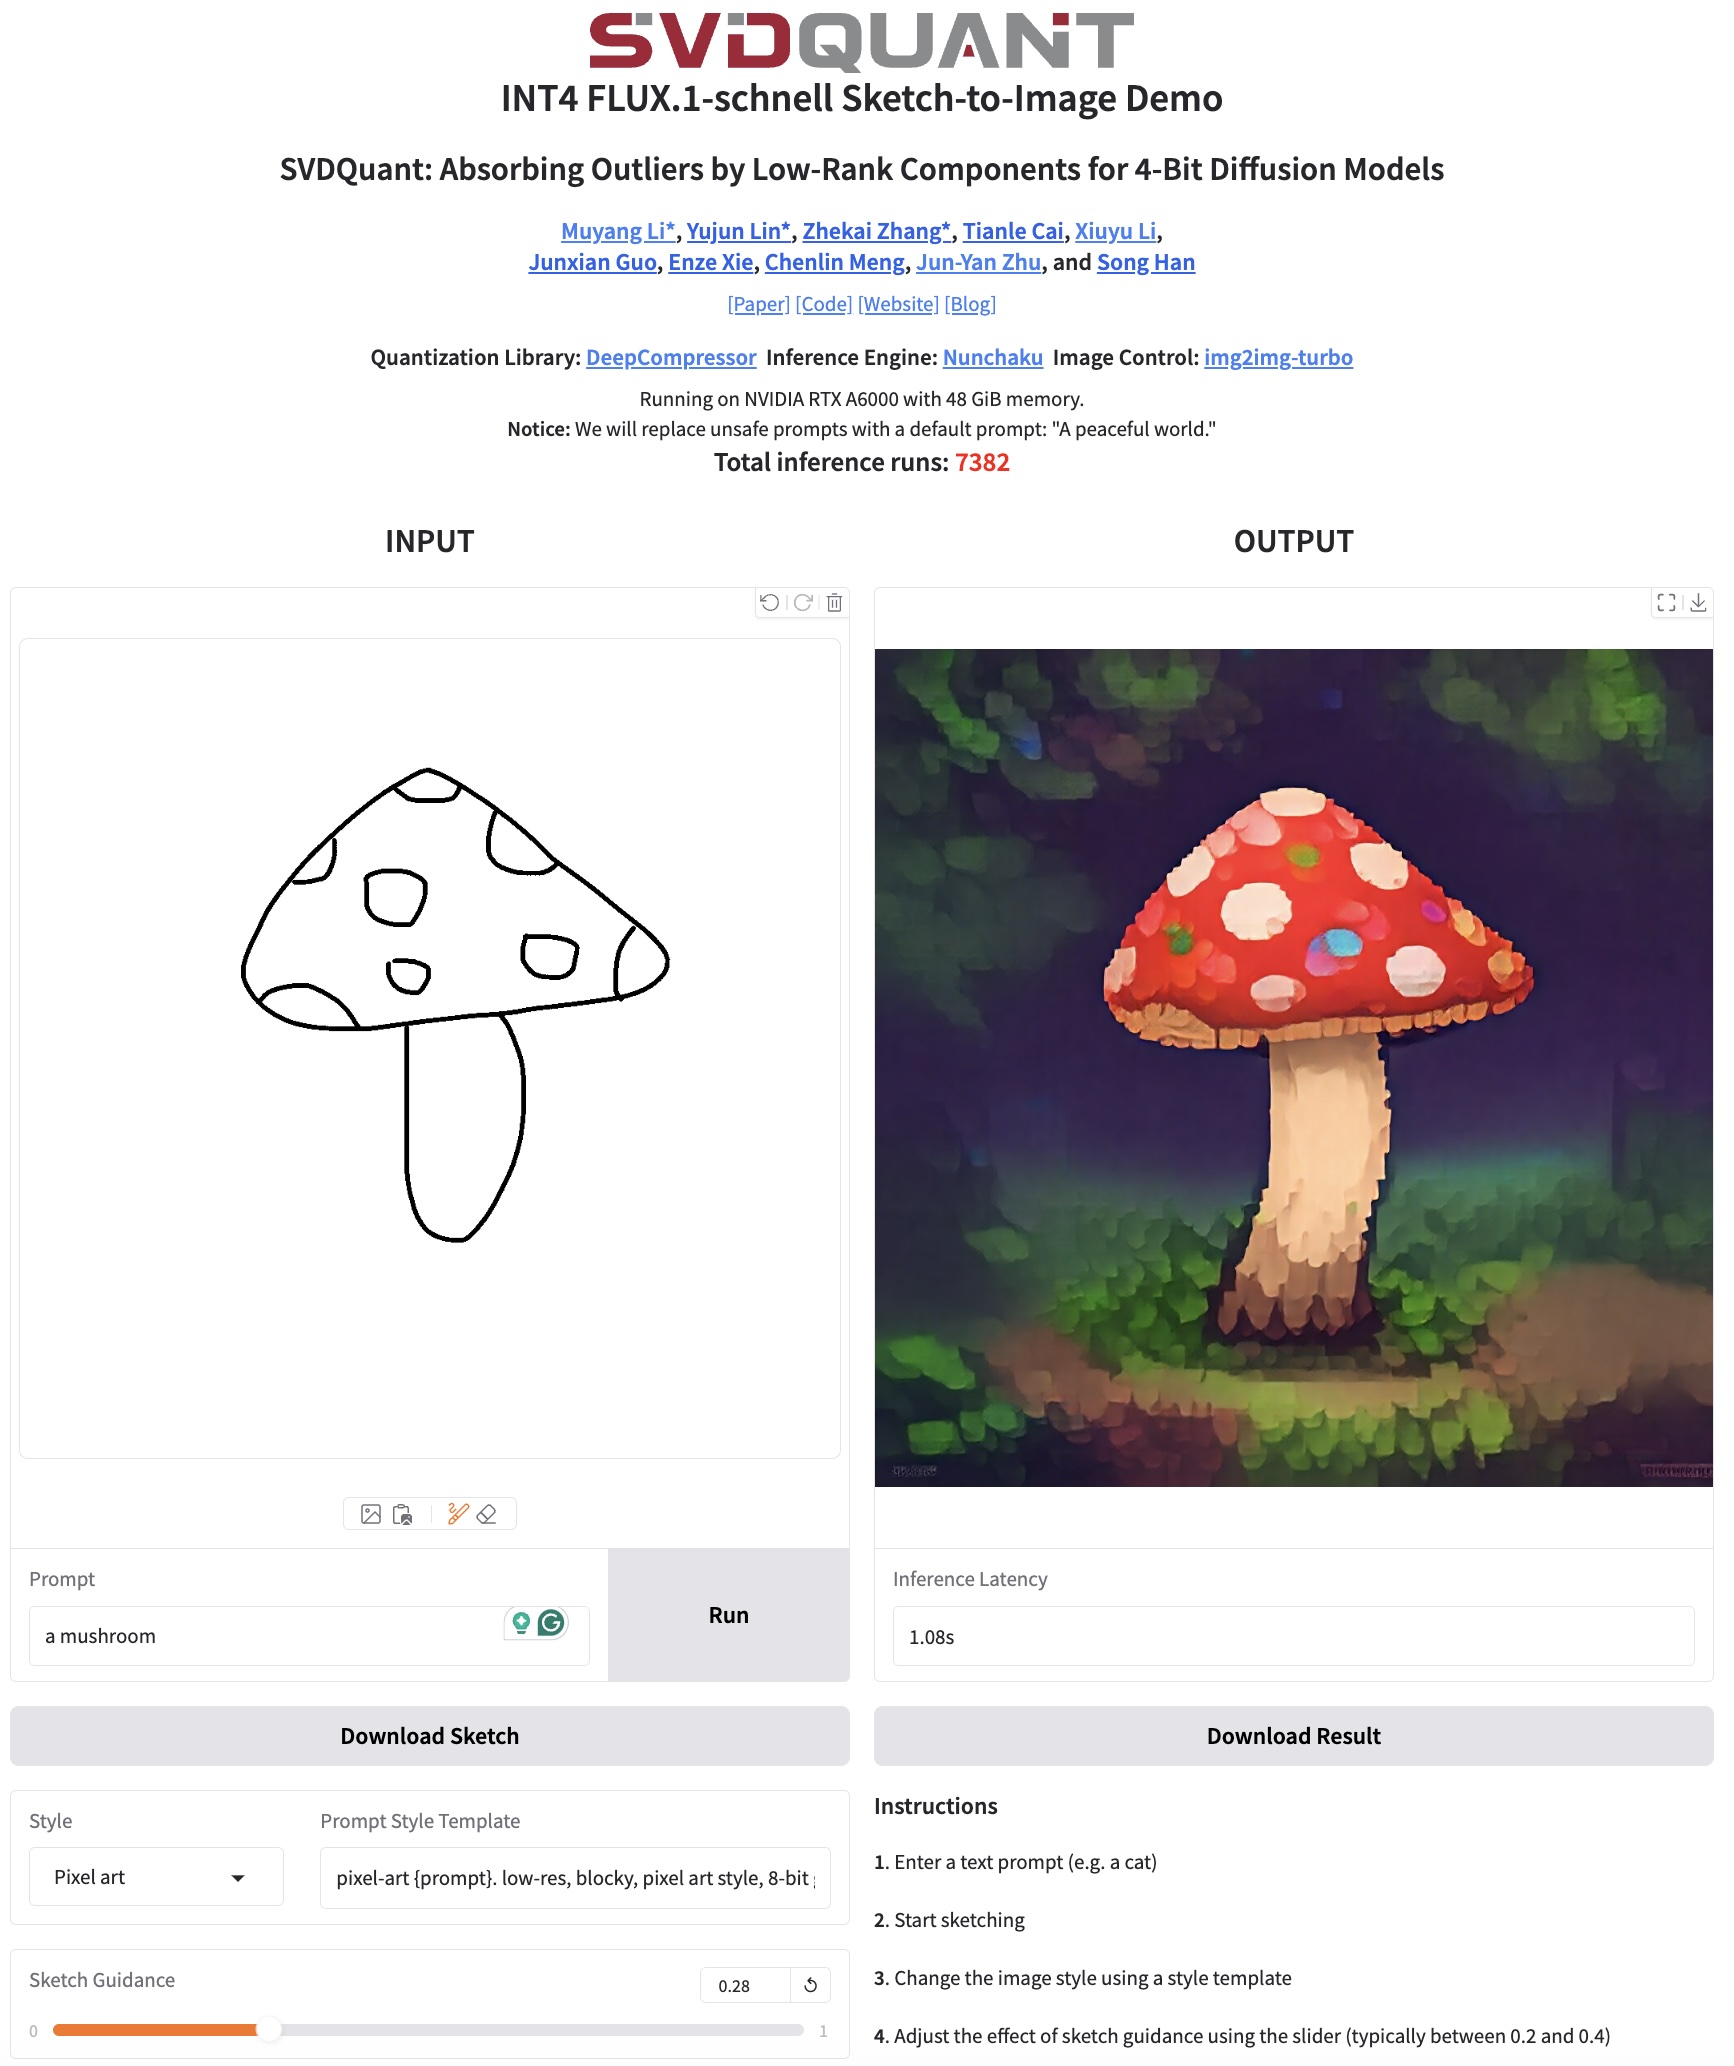 SVDQUANT
INT4 FLUX.1-schnell Sketch-to-Image Demo
SVDQuant: Absorbing Outliers by Low-Rank Components for 4-Bit Diffusion Models
Muyang Li*, Yujun Lin*, Zhekai Zhang*, Tianle Cai, Xiuyu Li,
Junxian Guo, Enze Xie, Chenlin Meng, Jun-Yan Zhu, and Song Han
[Paper] [Code] [Website] [Blog]
Quantization Library: DeepCompressor Inference Engine: Nunchaku Image Control: img2img-turbo
Running on NVIDIA RTX A6000 with 48 GiB memory.
Notice: We will replace unsafe prompts with a default prompt: "A peaceful world."
Total inference runs: 7382
INPUT
OUTPUT
Prompt
a mushroom
Run
Inference Latency
1.08s
Download Sketch
Download Result
Style
Pixel art
Prompt Style Template
pixel-art {prompt}. low-res, blocky, pixel art style, 8-bit
Sketch Guidance
0.28
0
1
Instructions
1. Enter a text prompt (e.g. a cat)
2. Start sketching
3. Change the image style using a style template
4. Adjust the effect of sketch guidance using the slider (typically between 0.2 and 0.4)